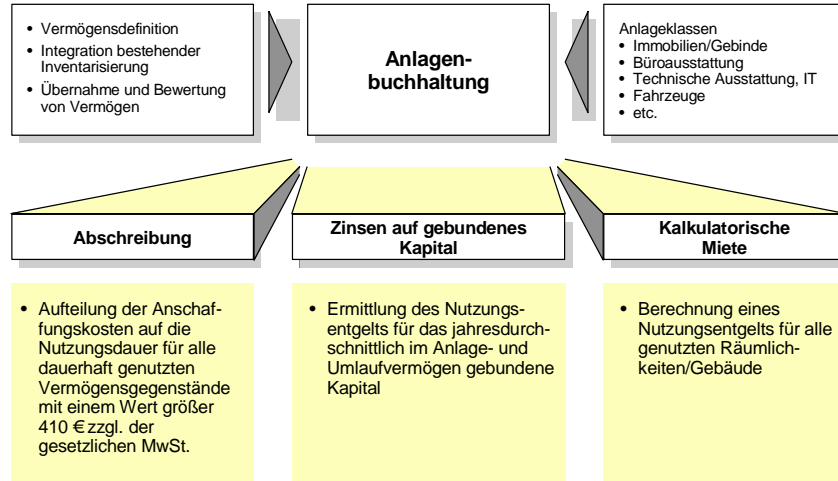 • Vermögensdefinition
• Integration bestehender
Inventarisierung
• Übernahme und Bewertung
von Vermögen
Anlagen-
buchhaltung
Anlageklassen
• Immobilien/Gebinde
• Büroausstattung
• Technische Ausstattung, IT
• Fahrzeuge
• etc.
Abschreibung
Zinsen auf gebundenes
Kapital
Kalkulatorische
Miete
• Aufteilung der Anschaf-
fungskosten auf die
Nutzungsdauer für alle
dauerhaft genutzten
Vermögensgegenstände
mit einem Wert größer
410 € zzgl. der
gesetzlichen MwSt.
• Ermittlung des Nutzungs-
entgelts für das jahresdurch-
schnittlich im Anlage- und
Umlaufvermögen gebundene
Kapital
• Berechnung eines
Nutzungsentgelts für alle
genutzten Räumlich-
keiten/Gebäude